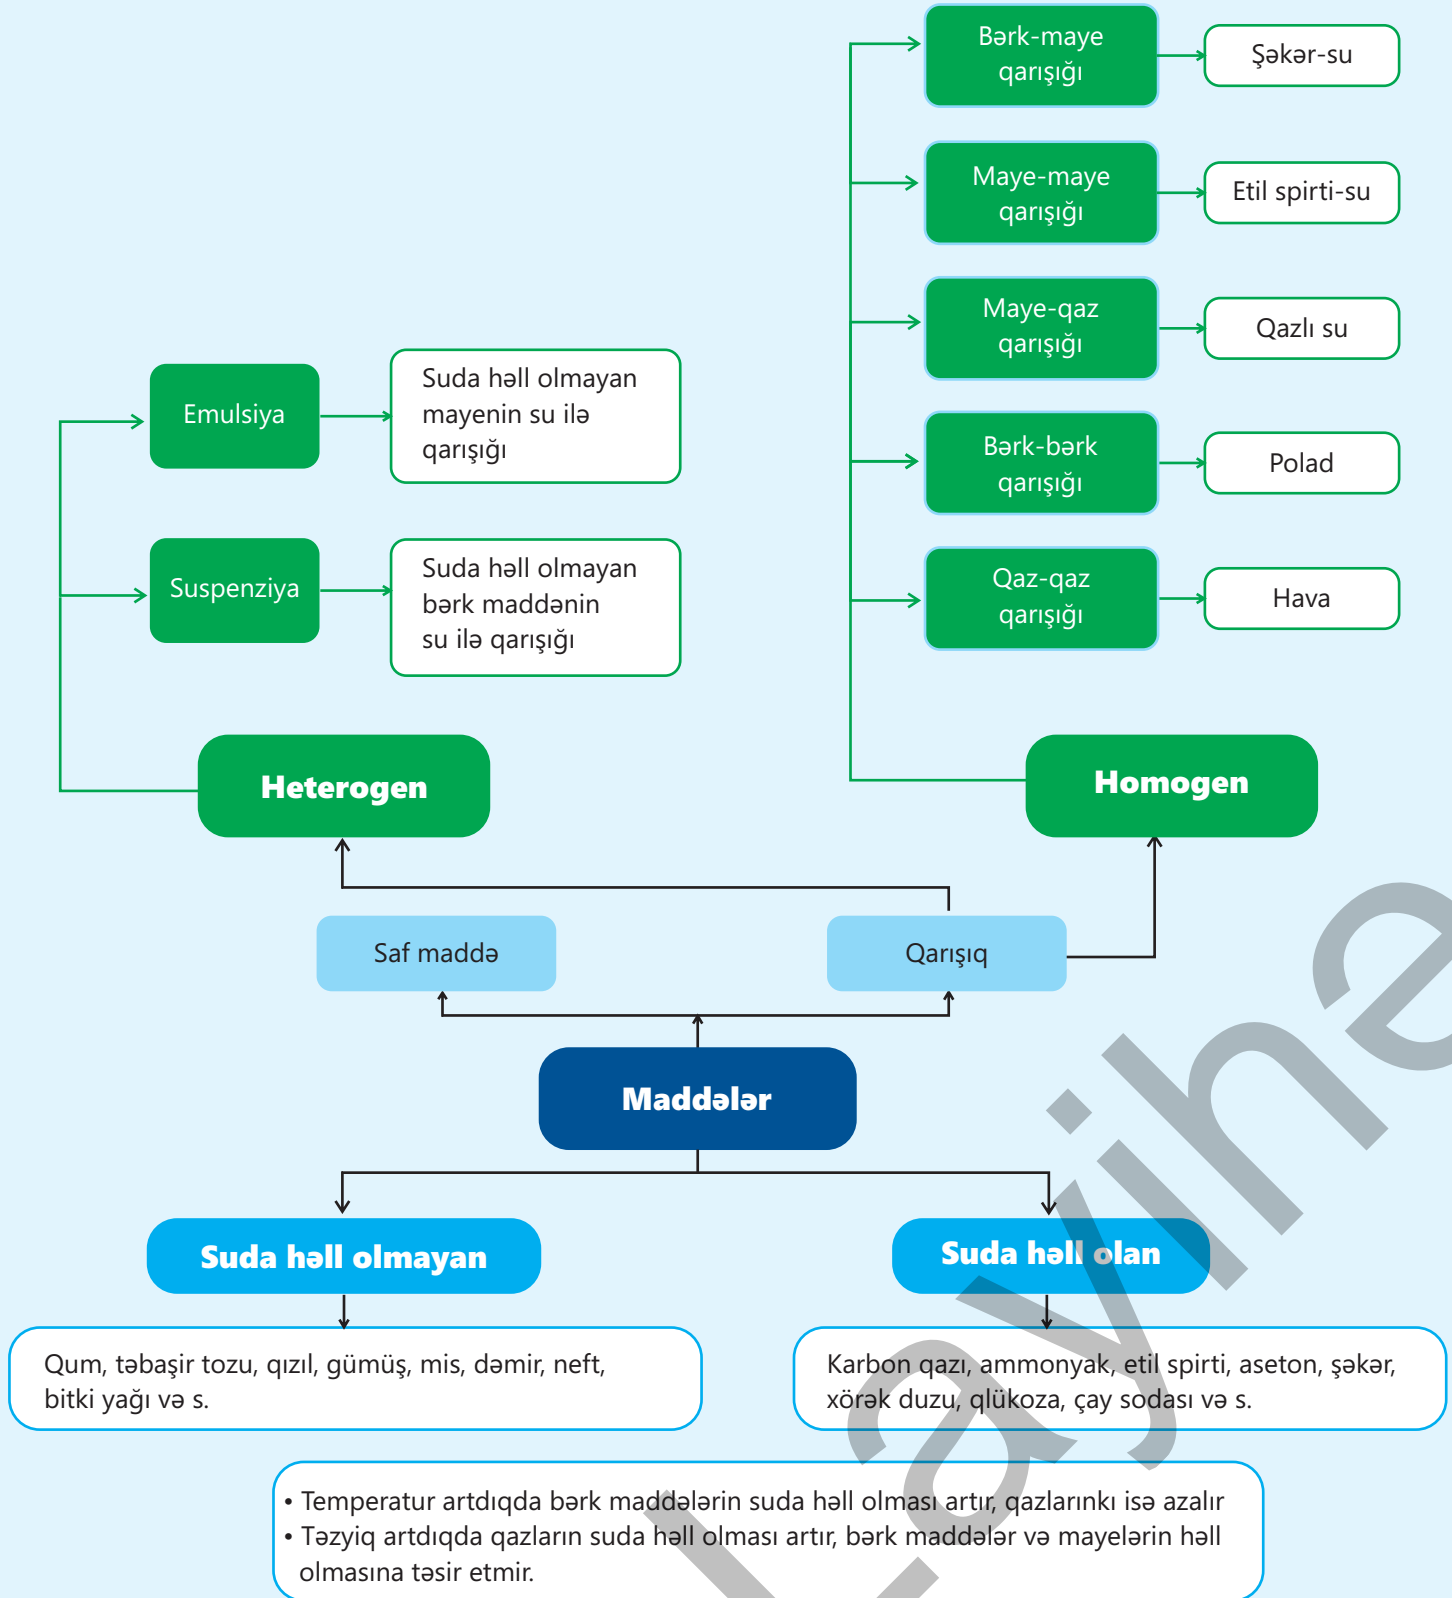 Bərk-maye
qarışığı
Şəkər-su
Maye-maye
qarışığı
Etil spirti-su
Maye-qaz
qarışığı
Qazlı su
Emulsiya
Suda həll olmayan
mayenin su ilə
qarışığı
Bərk-bərk
qarışığı
Polad
Suspenziya
Suda həll olmayan
bərk maddənin
su ilə qarışığı
Qaz-qaz
qarışığı
Hava
Heterogen
Homogen
Saf maddə
Qarışıq
Maddələr
Suda həll olmayan
Suda həll olan
Qum, təbaşir tozu, qızıl, gümüş, mis, dəmir, neft,
bitki yağı və s.
Karbon qazı, ammonyak, etil spirti, aseton, şəkər,
xörək duzu, qlükoza, çay sodası və s.
• Temperatur artdıqda bərk maddələrin suda həll olması artır, qazlarınkı isə azalır
• Təzyiq artdıqda qazların suda həll olması artır, bərk maddələr və mayelərin həll
olmasına təsir etmir.
Layihe